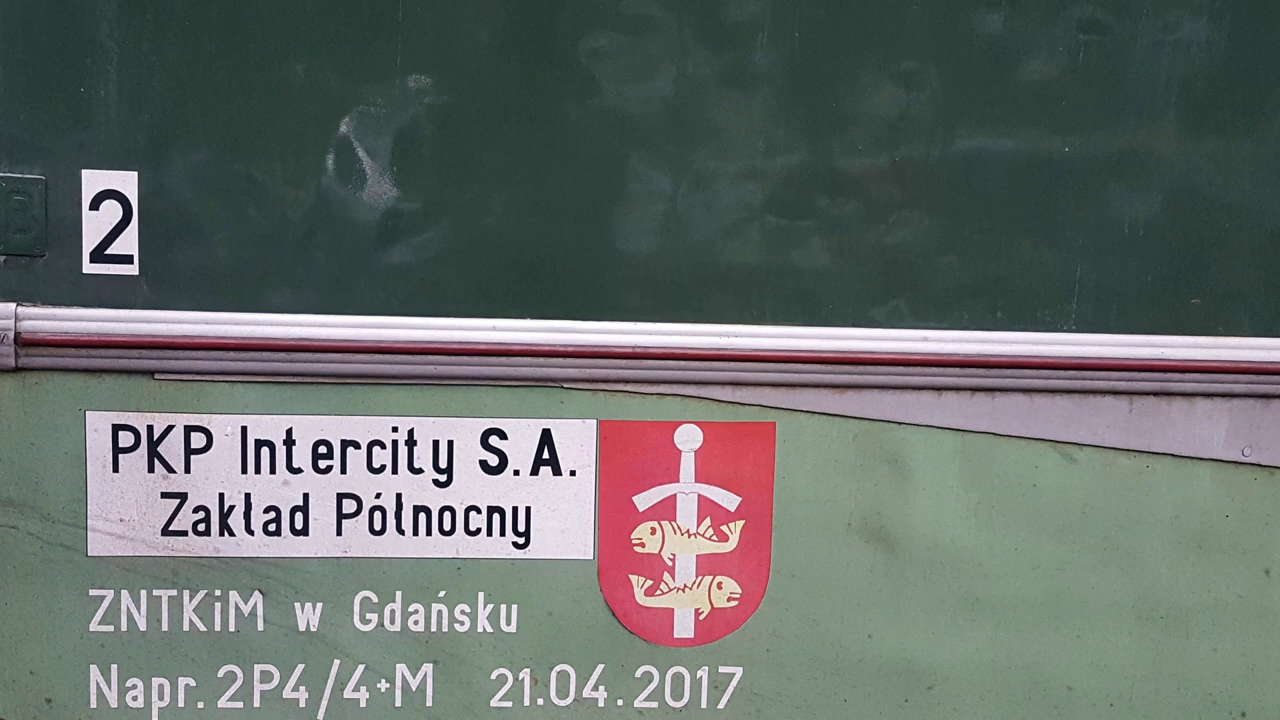 2
PKP Intercity S.A.
Zakład Północny
ZNTKiM w Gdańsku
Napr. 2P4/4+M 21.04.2017